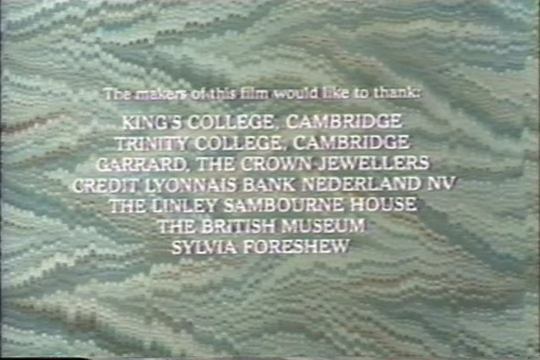 The makers of this film would like to thank:
KING'S COLLEGE, CAMBRIDGE
TRINITY COLLEGE, CAMBRIDGE
GARRARD, THE CROWN JEWELLERS
CREDIT LYONNAIS BANK NEDERLAND NV
THE LINLEY SAMBOURNE HOUSE
THE BRITISH MUSEUM
SYLVIA FORESHEW